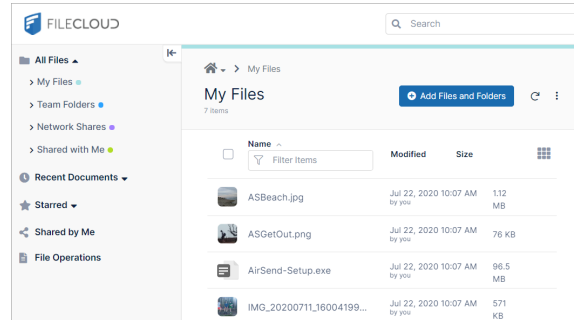 FILECLOUD
Search
All Files
My Files
Team Folders
Network Shares
Shared with Me
Recent Documents
Starred
Shared by Me
File Operations
> My Files
My Files
7 items
Add Files and Folders
Name
Filter Items
Modified
Size
ASBeach.jpg
Jul 22, 2020 10:07 AM
by you
1.12
MB
ASGetOut.png
Jul 22, 2020 10:07 AM
by you
76 KB
AirSend-Setup.exe
Jul 22, 2020 10:07 AM
by you
96.5
MB
IMG_20200711_16004199...
Jul 22, 2020 10:07 AM
by you
571
KB